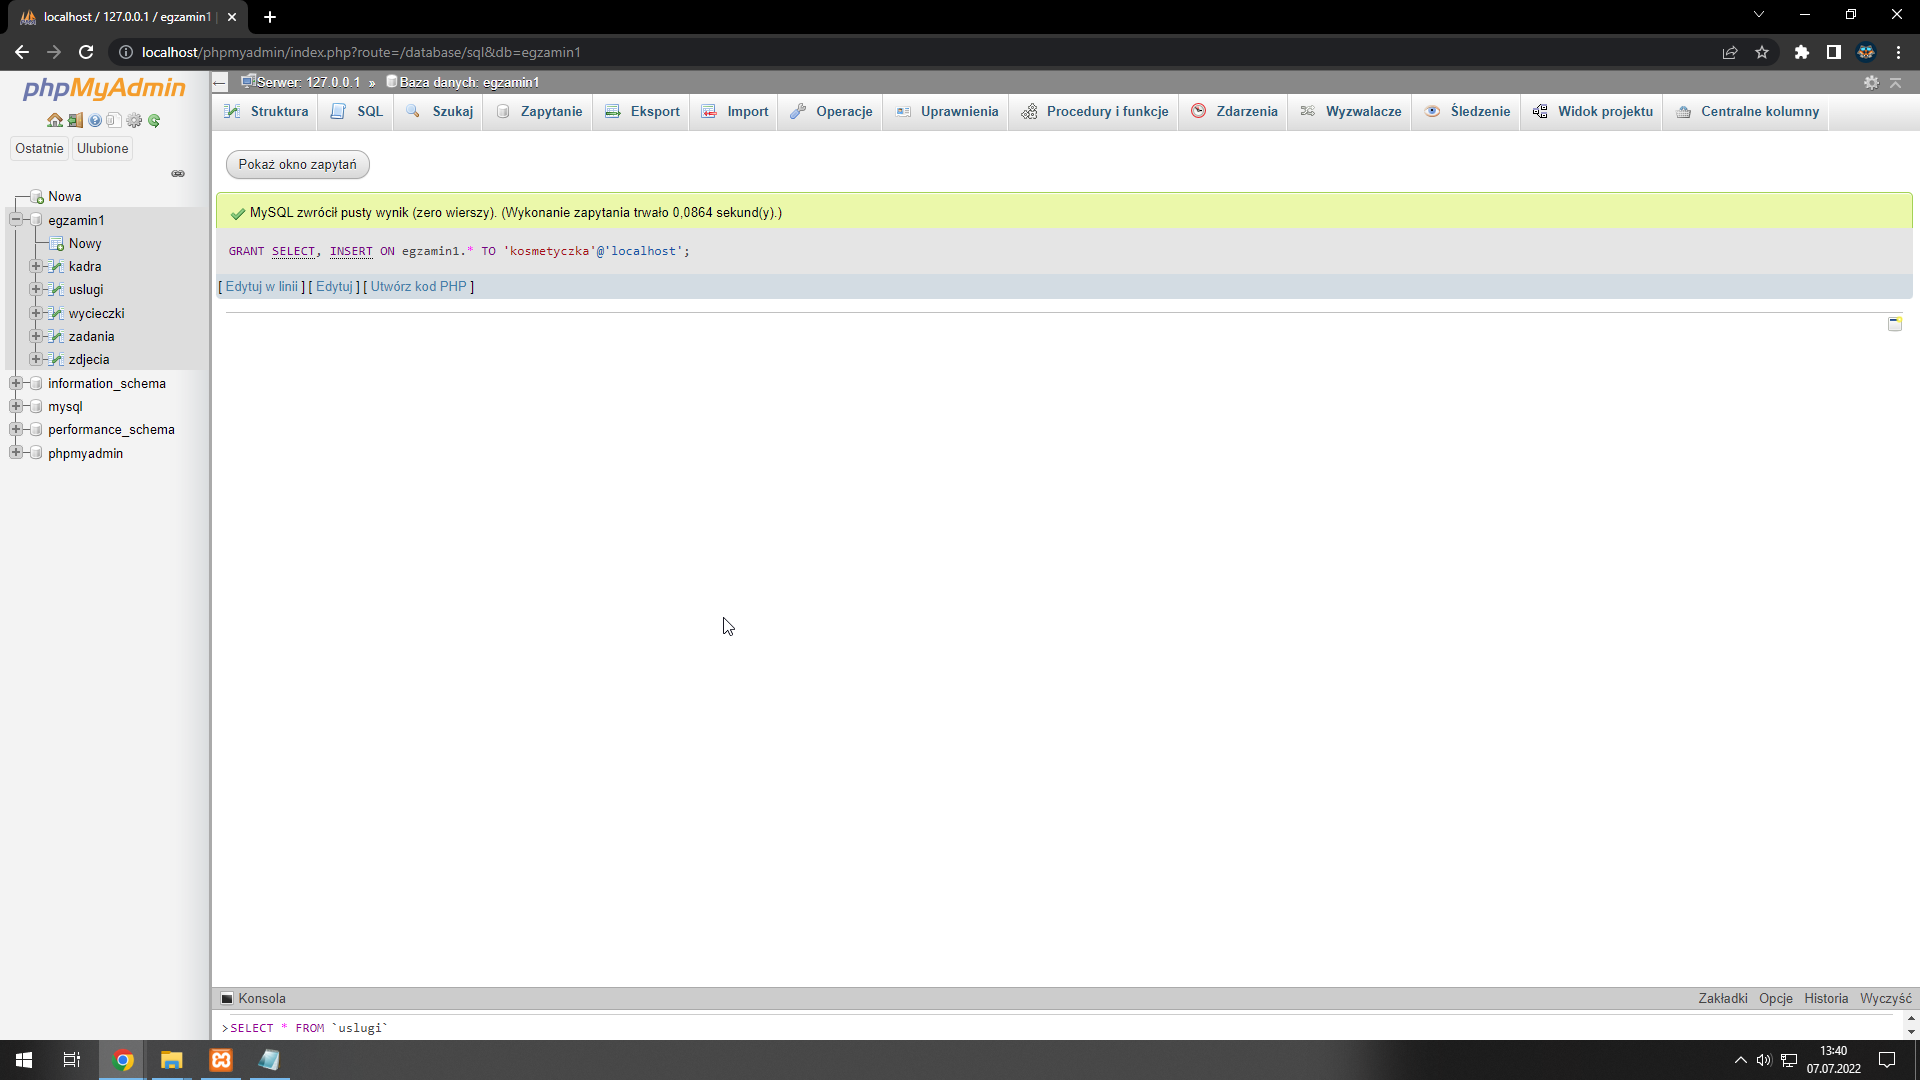 localhost / 127.0.0.1 / egzamin1
localhost/phpmyadmin/index.php?route=/database/sql&db=egzamin1
phpMyAdmin
Ostatnie
Ulubione
Nowa
egzamin1
Nowy
kadra
uslugi
wycieczki
zadania
zdjecia
information_schema
mysql
performance_schema
phpmyadmin
Serwer: 127.0.0.1 » Baza danych: egzamin1
Struktura SQL Szukaj Zapytanie Eksport Import Operacje Uprawnienia Procedury i funkcje Zdarzenia Wyzwalacze Śledzenie Widok projektu Centralne kolumny
Pokaż okno zapytań
MySQL zwrócił pusty wynik (zero wierszy). (Wykonanie zapytania trwało 0,0864 sekund(y).)
GRANT SELECT, INSERT ON egzamin1.* TO 'kosmetyczka'@'localhost';
[ Edytuj w linii ] [ Edytuj ] [ Utwórz kod PHP ]
Konsola
Zakładki Opcje Historia Wyczyść
>SELECT * FROM `uslugi`
13:40
07.07.2022